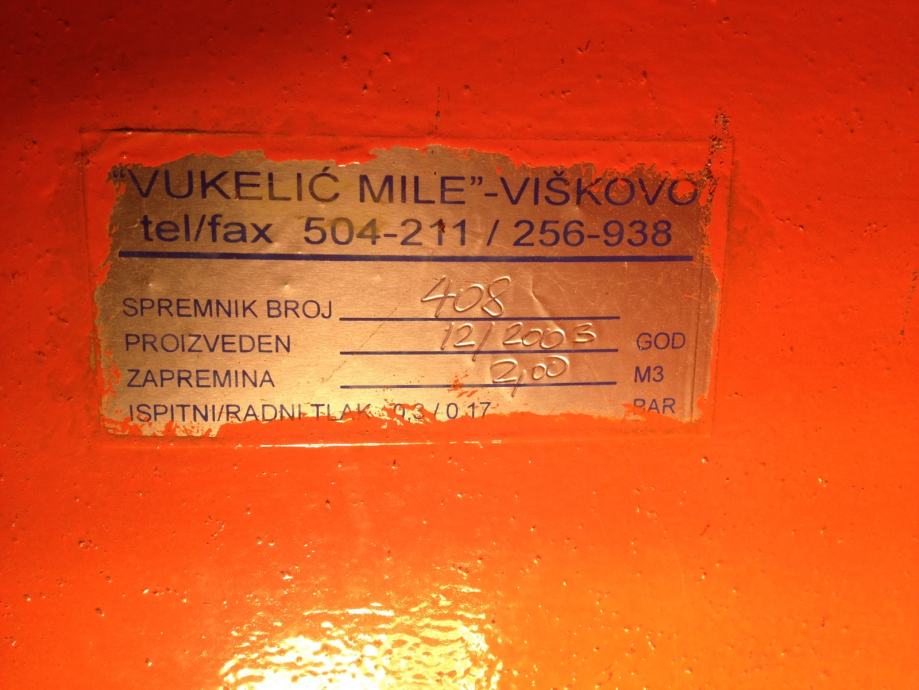 "VUKELIĆ MILE"-VIŠKOVO
tel/fax 504-211 / 256-938
SPREMNIK BROJ 408
PROIZVEDEN 12/2003 GOD
ZAPREMINA 2,00 M3
ISPITNI/RADNI TLAK 0,3 / 0,17 BAR